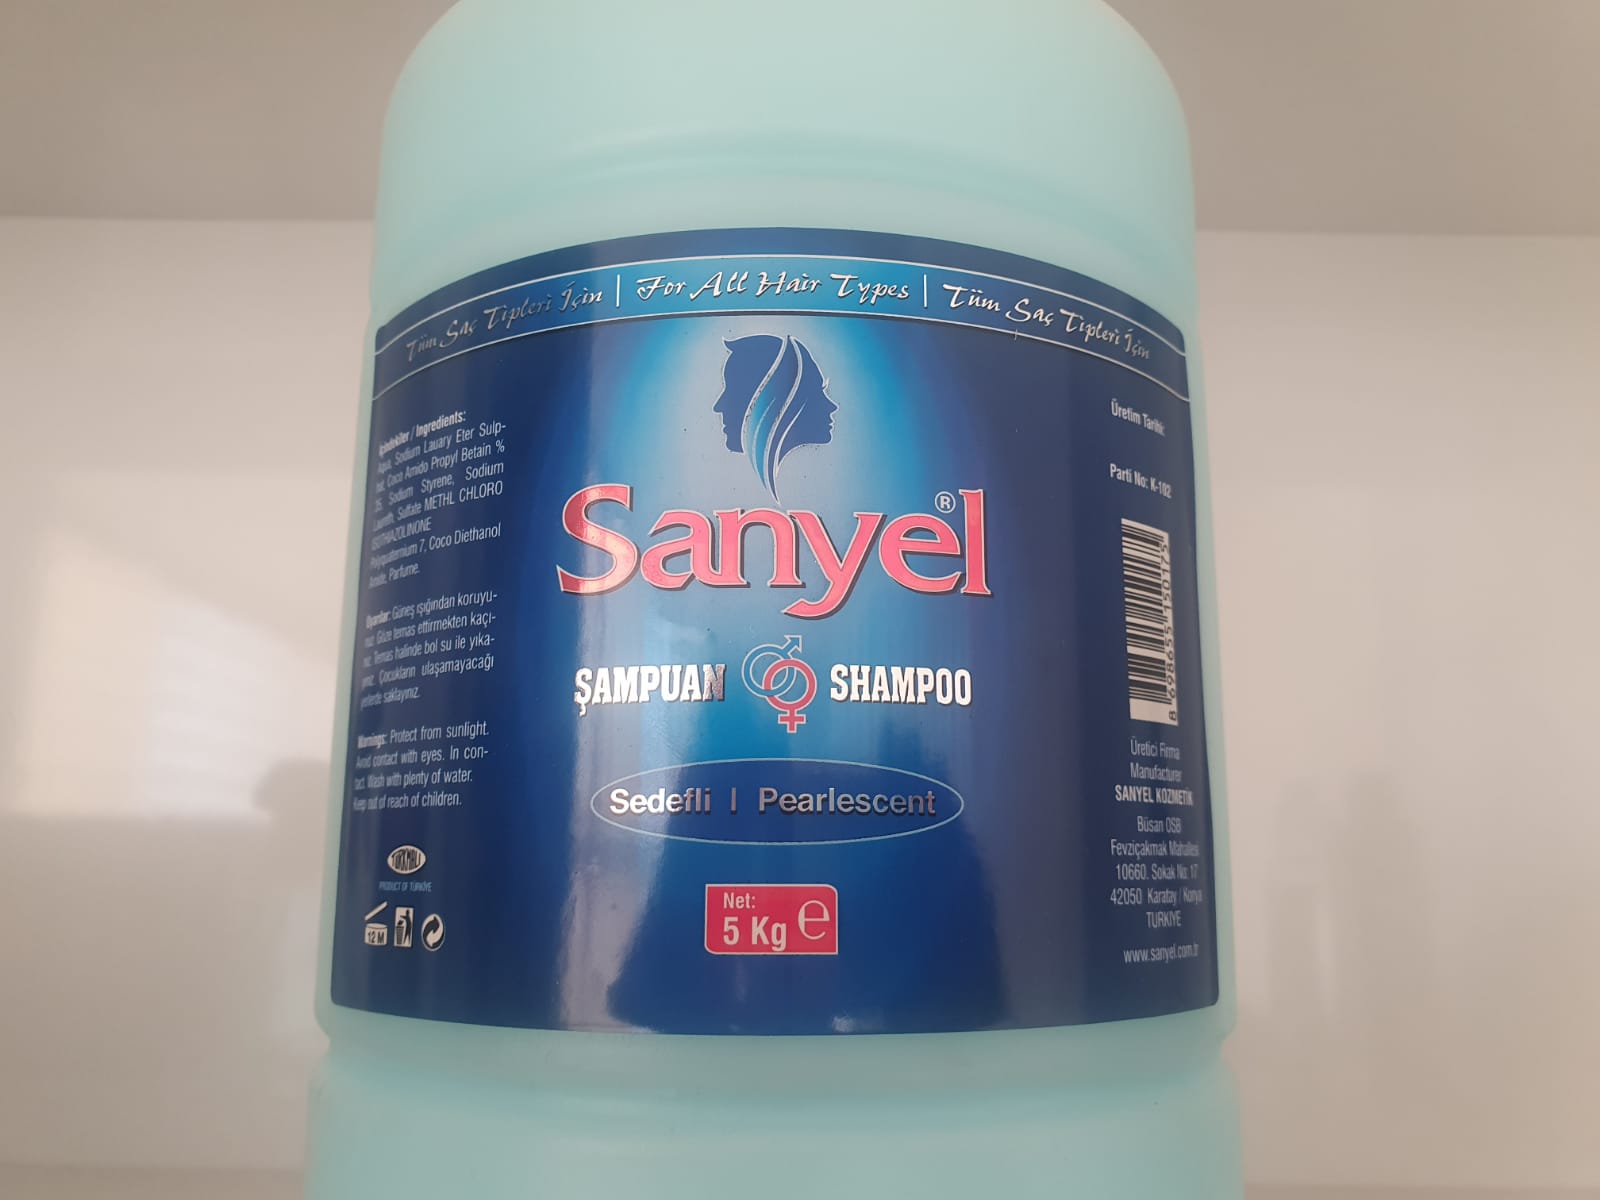 Tüm Saç Tipleri İçin | For All Hair Types | Tüm Saç Tipleri İçin
İçindekiler / Ingredients:
Aqua, Sodium Lauary Eter Sulp-
hat, Coco Amido Propyl Betain %
35, Sodium Styrene, Sodium
Laureth, Sulfate METHL CHLORO
ISOTHIAZOLINONE
Polyquaternium 7, Coco Diethanol
Amide, Parfume.
Uyarılar: Güneş ışığından koruyu-
nuz. Göze temas ettirmekten kaçı-
nız. Temas halinde bol su ile yıka-
yınız. Çocukların ulaşamayacağı
yerlerde saklayınız.
Warnings: Protect from sunlight.
Avoid contact with eyes. In con-
tact. Wash with plenty of water.
Keep out of reach of children.
TÜRKMALI
PRODUCT OF TÜRKİYE
12 M
Sanyel®
ŞAMPUAN SHAMPOO
Sedefli | Pearlescent
Net:
5 Kg e
Üretim Tarihi:
Parti No: K-102
8 698655 150175
Üretici Firma
Manufacturer
SANYEL KOZMETİK
Büsan OSB
Fevziçakmak Mahallesi
10660. Sokak No: 17
42050 Karatay / Konya
TÜRKİYE
www.sanyel.com.tr